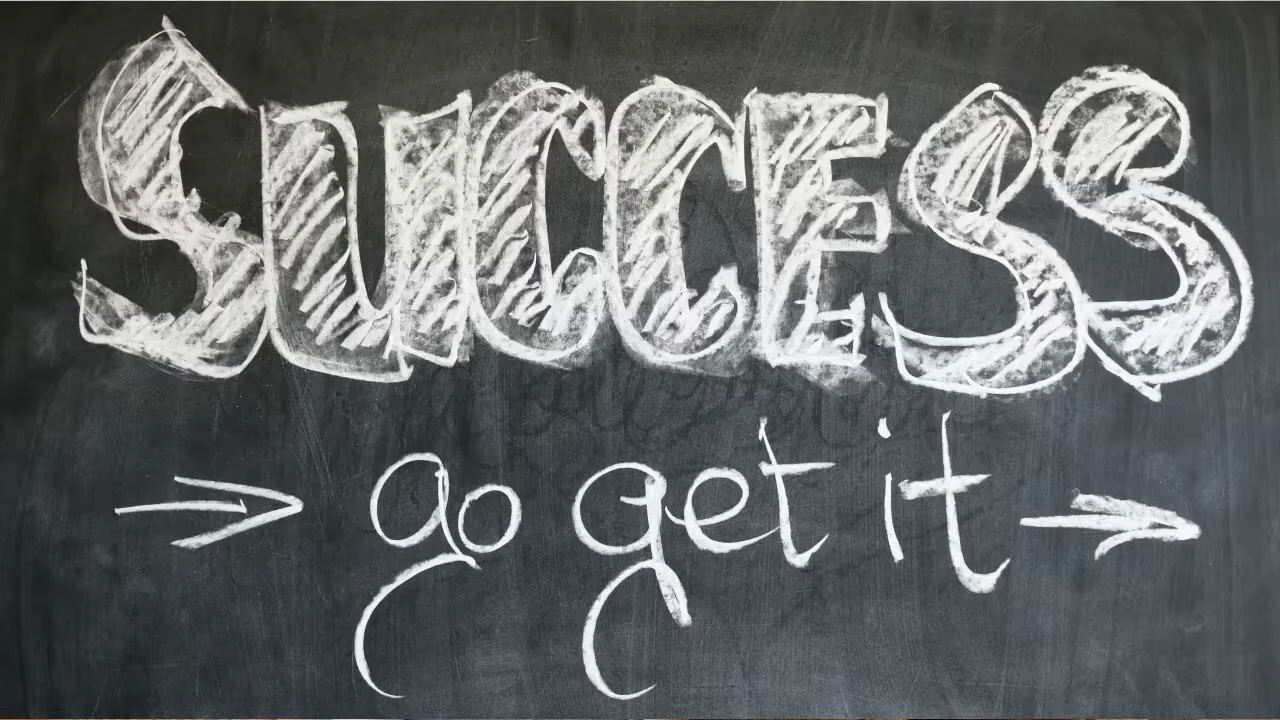 SUCCESS
→ go get it →